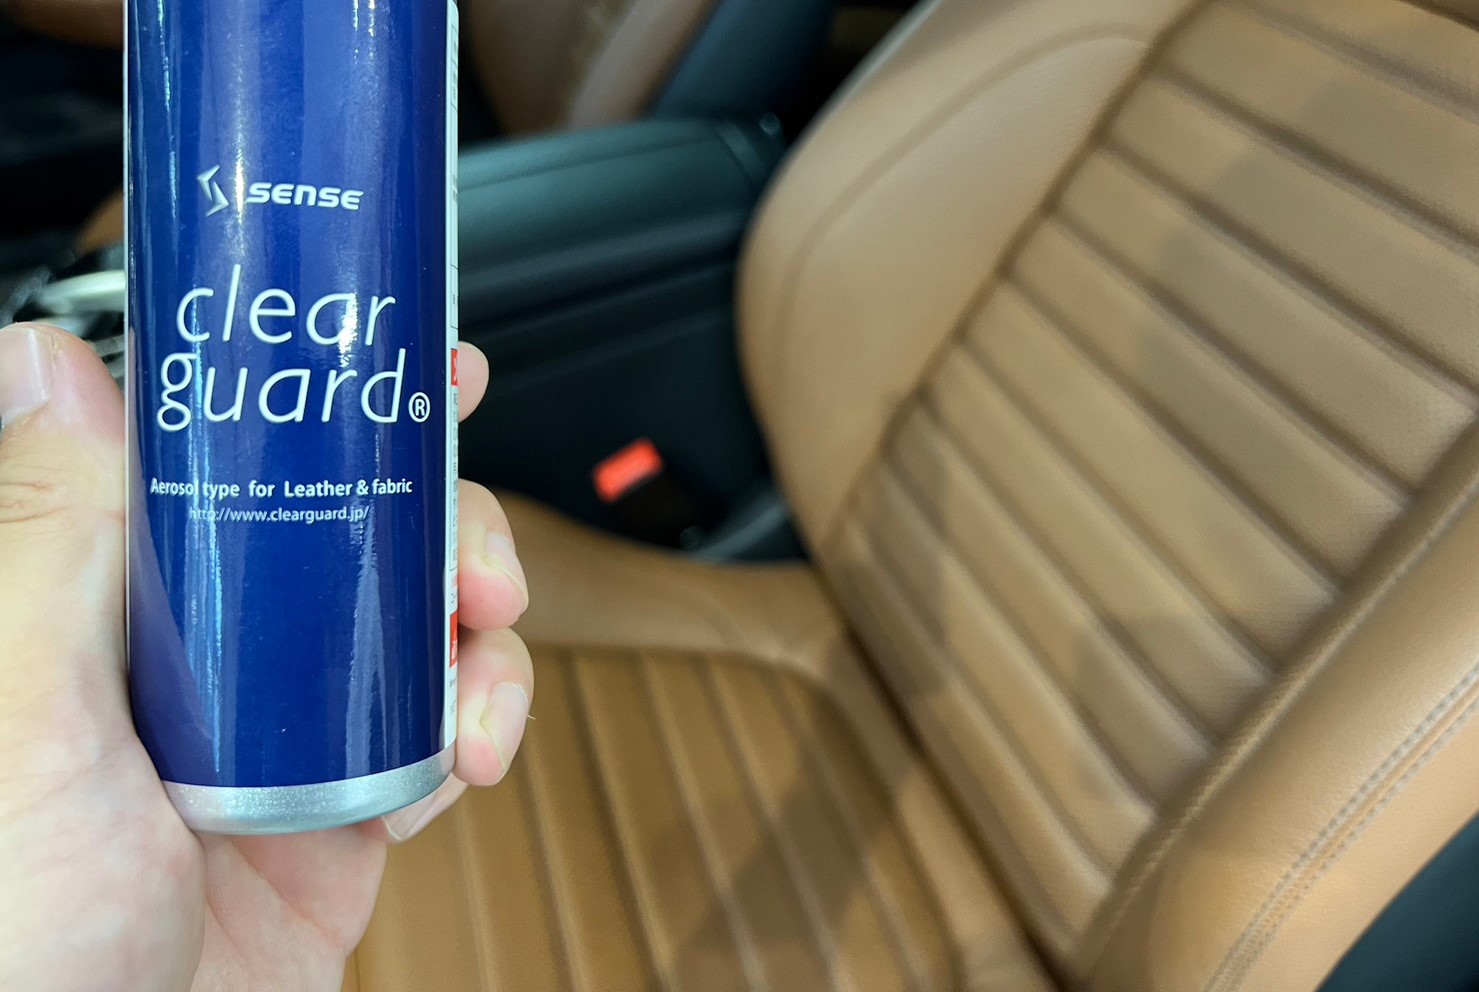 SENSE
clear
guard®
Aerosol type for Leather & fabric
http://www.clearguard.jp/